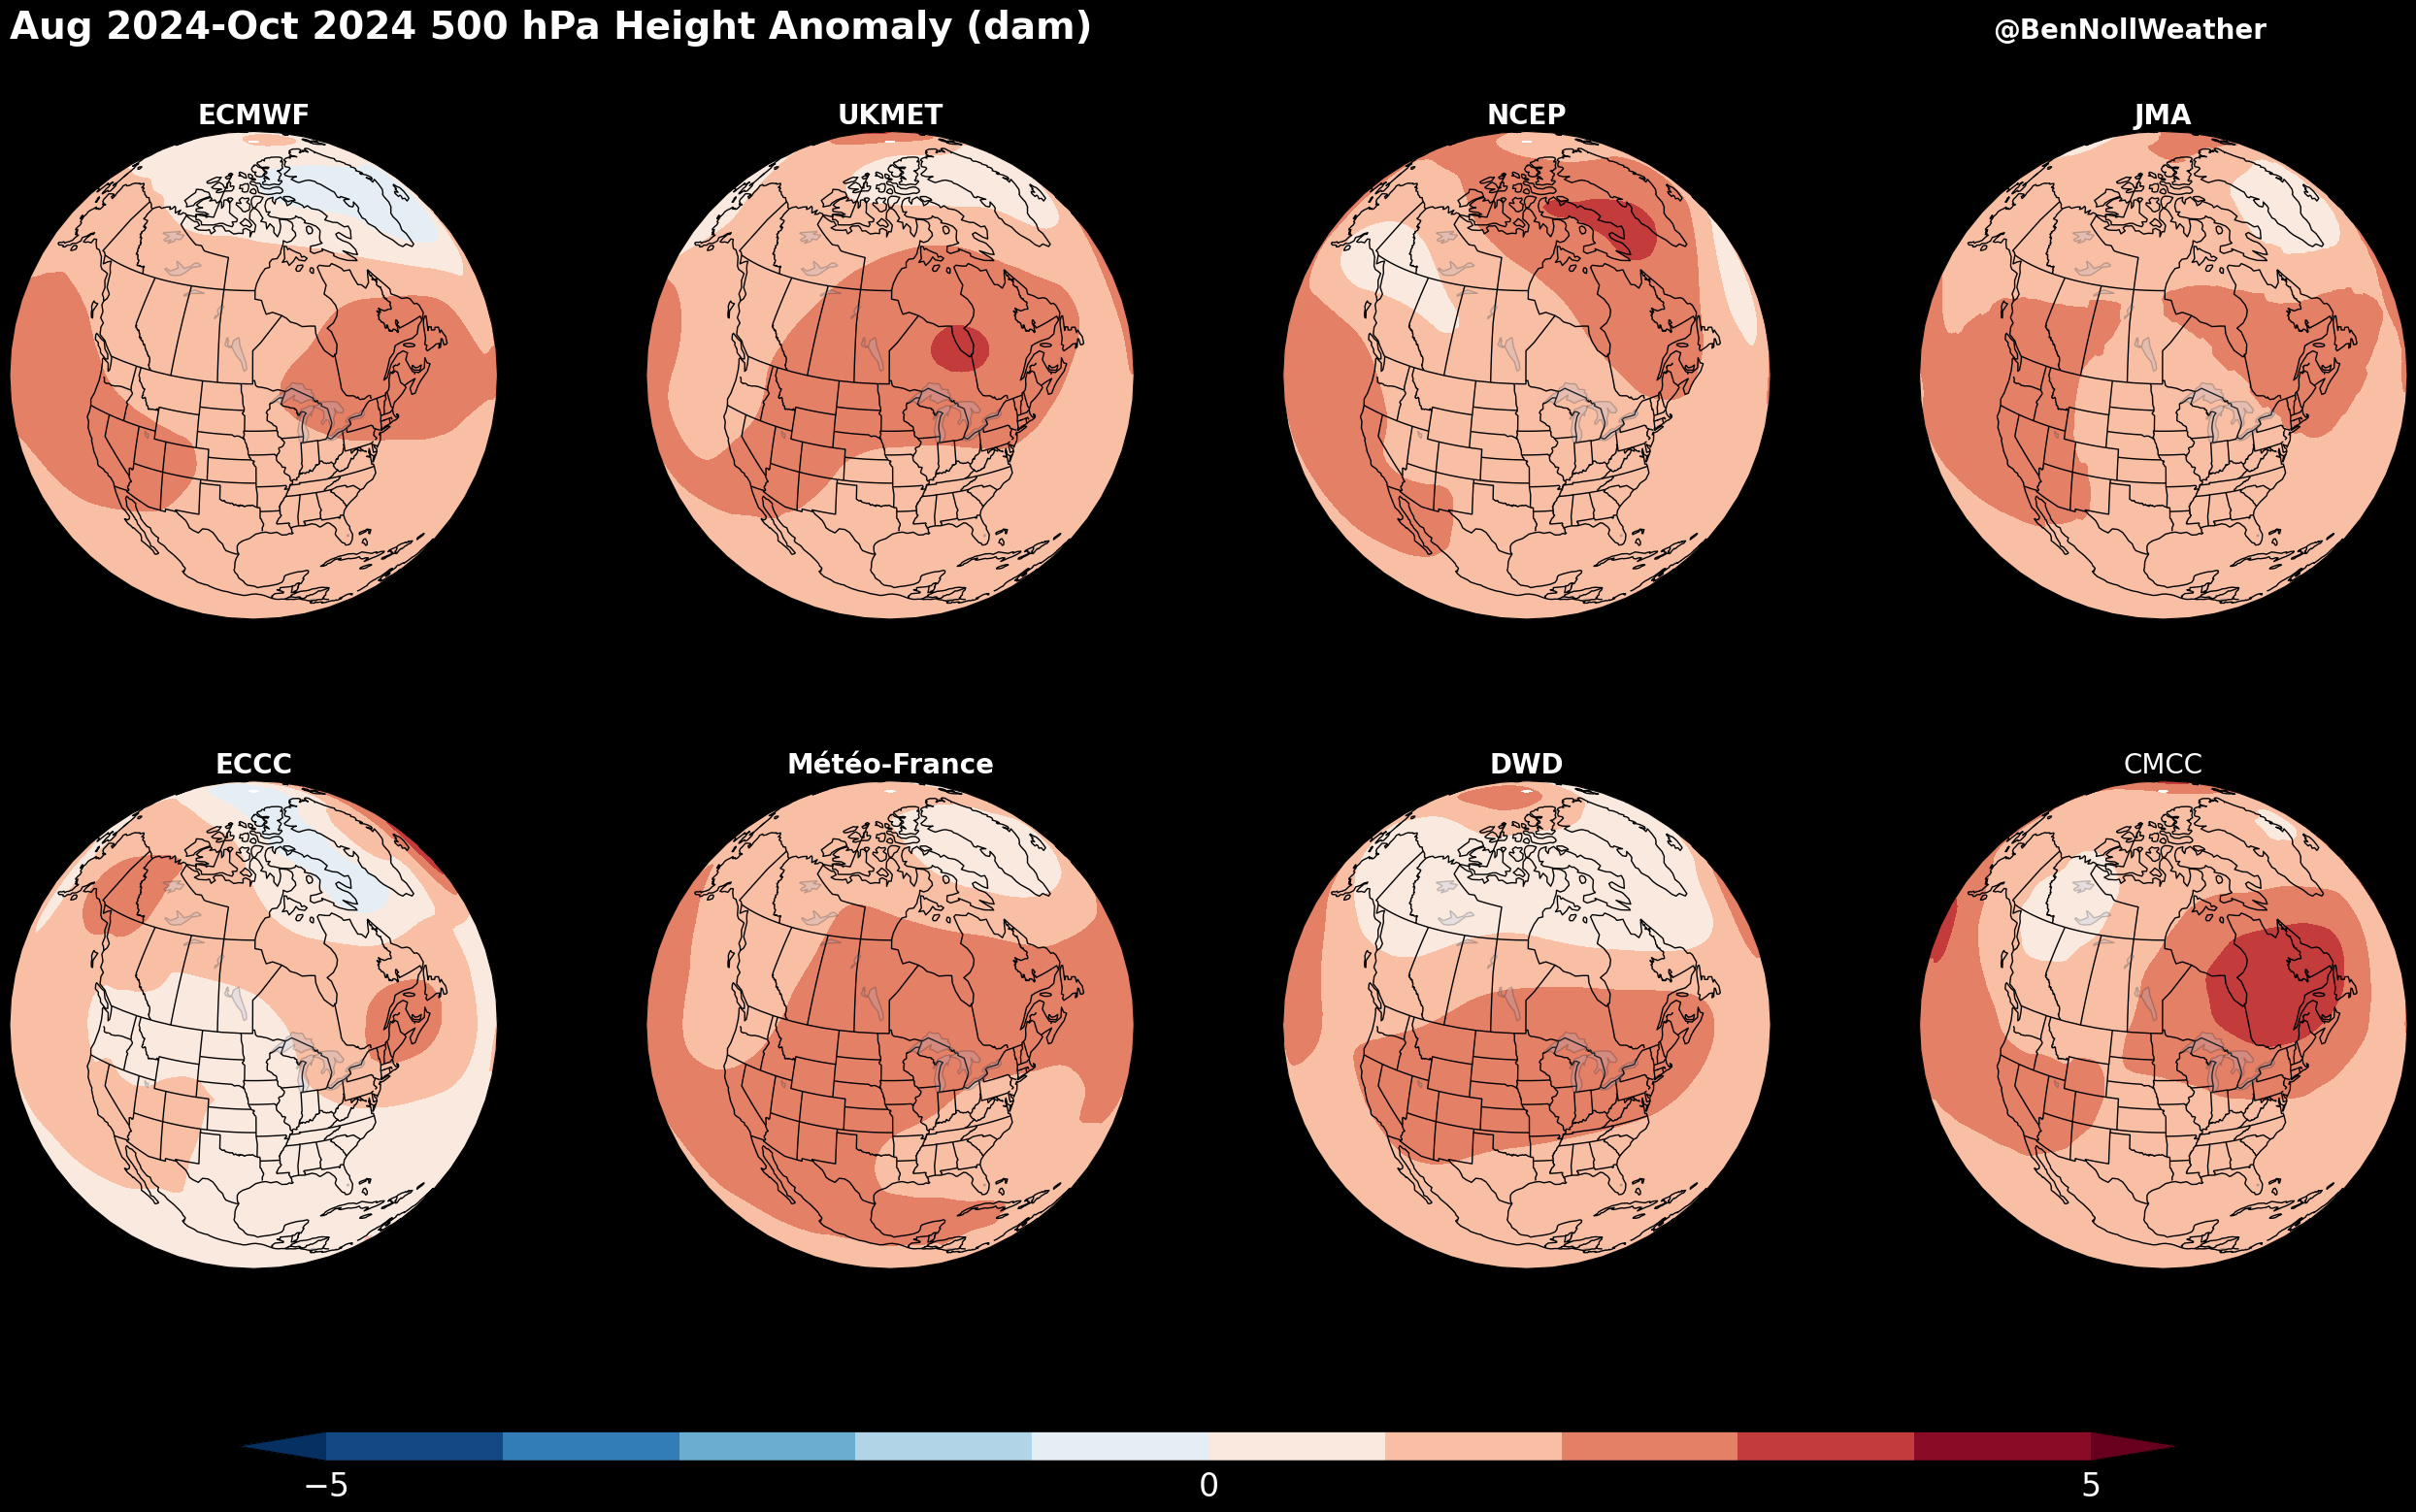 Aug 2024-Oct 2024 500 hPa Height Anomaly (dam)
@BenNollWeather
ECMWF
UKMET
NCEP
JMA
ECCC
Météo-France
DWD
CMCC
−5
0
5